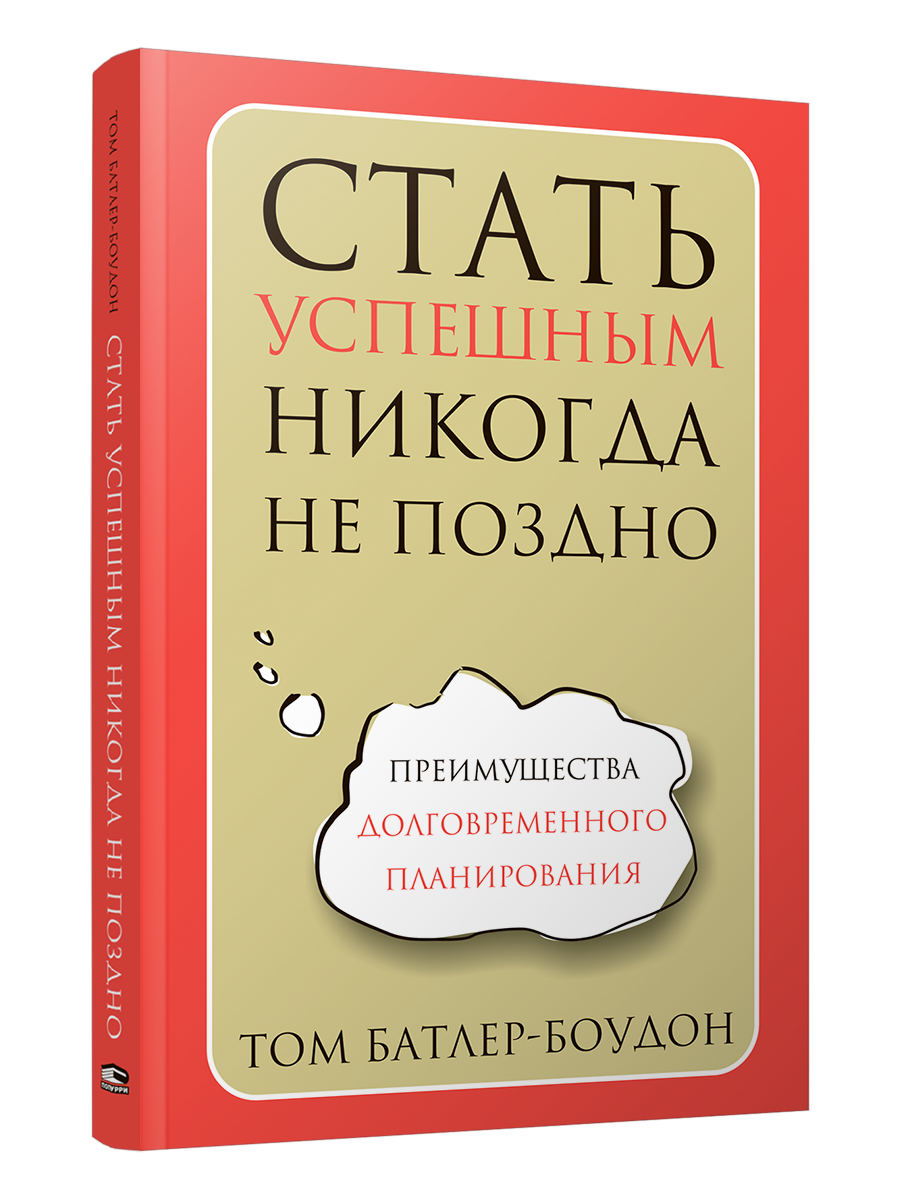 СТАТЬ
УСПЕШНЫМ
НИКОГДА
НЕ ПОЗДНО
ПРЕИМУЩЕСТВА
ДОЛГОВРЕМЕННОГО
ПЛАНИРОВАНИЯ
ТОМ БАТЛЕР-БОУДОН
ТОМ БАТЛЕР-БОУДОН СТАТЬ УСПЕШНЫМ НИКОГДА НЕ ПОЗДНО
ПОПУРРИ